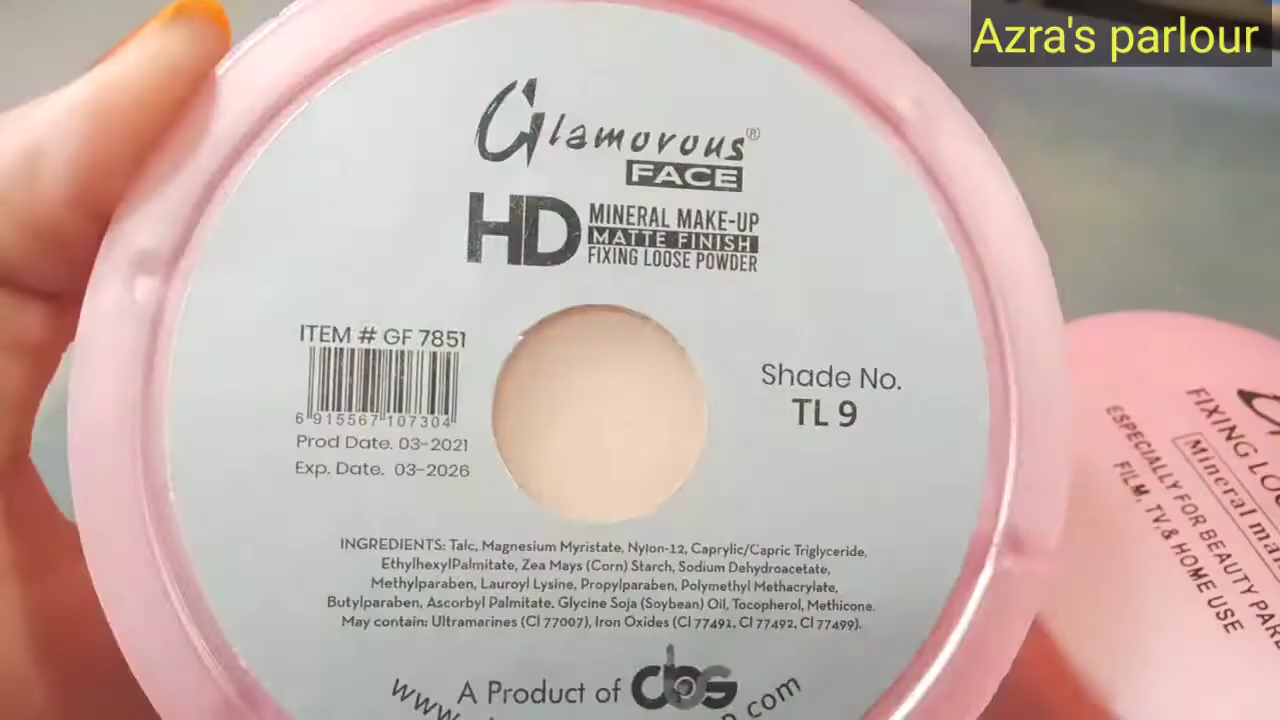 Azra's parlour
Glamorous®
FACE
HD
MINERAL MAKE-UP
MATTE FINISH
FIXING LOOSE POWDER
ITEM # GF 7851
6 915567 107304
Prod Date. 03-2021
Exp. Date. 03-2026
Shade No.
TL 9
INGREDIENTS: Talc, Magnesium Myristate, Nylon-12, Caprylic/Capric Triglyceride,
EthylhexylPalmitate, Zea Mays (Corn) Starch, Sodium Dehydroacetate,
Methylparaben, Lauroyl Lysine, Propylparaben, Polymethyl Methacrylate,
Butylparaben, Ascorbyl Palmitate. Glycine Soja (Soybean) Oil, Tocopherol, Methicone.
May contain: Ultramarines (CI 77007), Iron Oxides (CI 77491, CI 77492, CI 77499).
A Product of cbs
www.
.com
FIXING
Mineral
ESPECIALLY FOR BEAUTY
FILM, TV & HOME USE